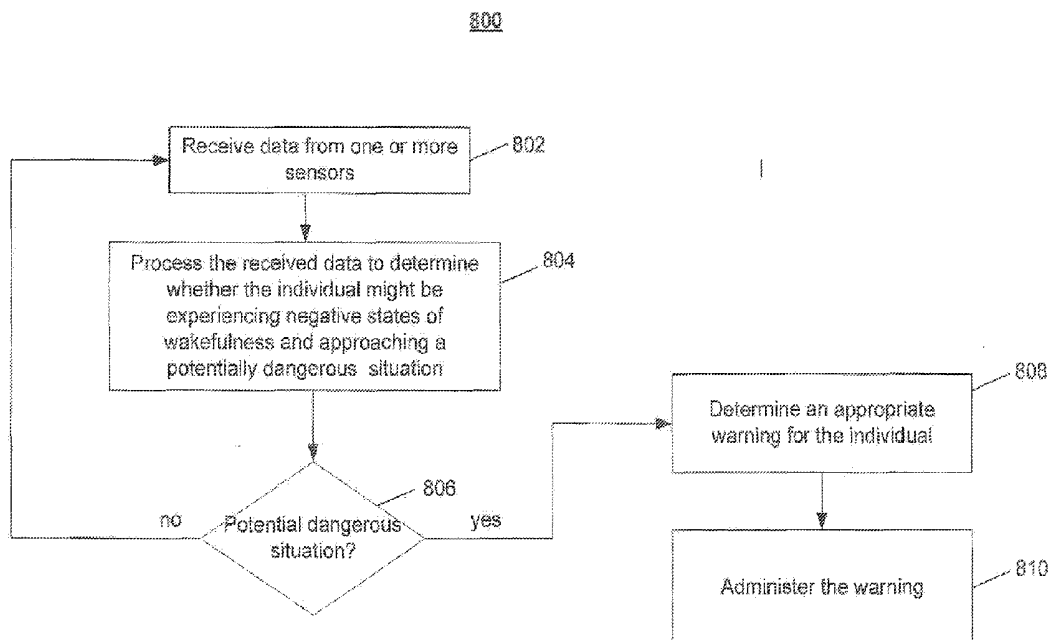 800
Receive data from one or more
sensors
802
Process the received data to determine
whether the individual might be
experiencing negative states of
wakefulness and approaching a
potentially dangerous situation
804
806
no
Potential dangerous
situation?
yes
808
Determine an appropriate
warning for the individual
810
Administer the warning